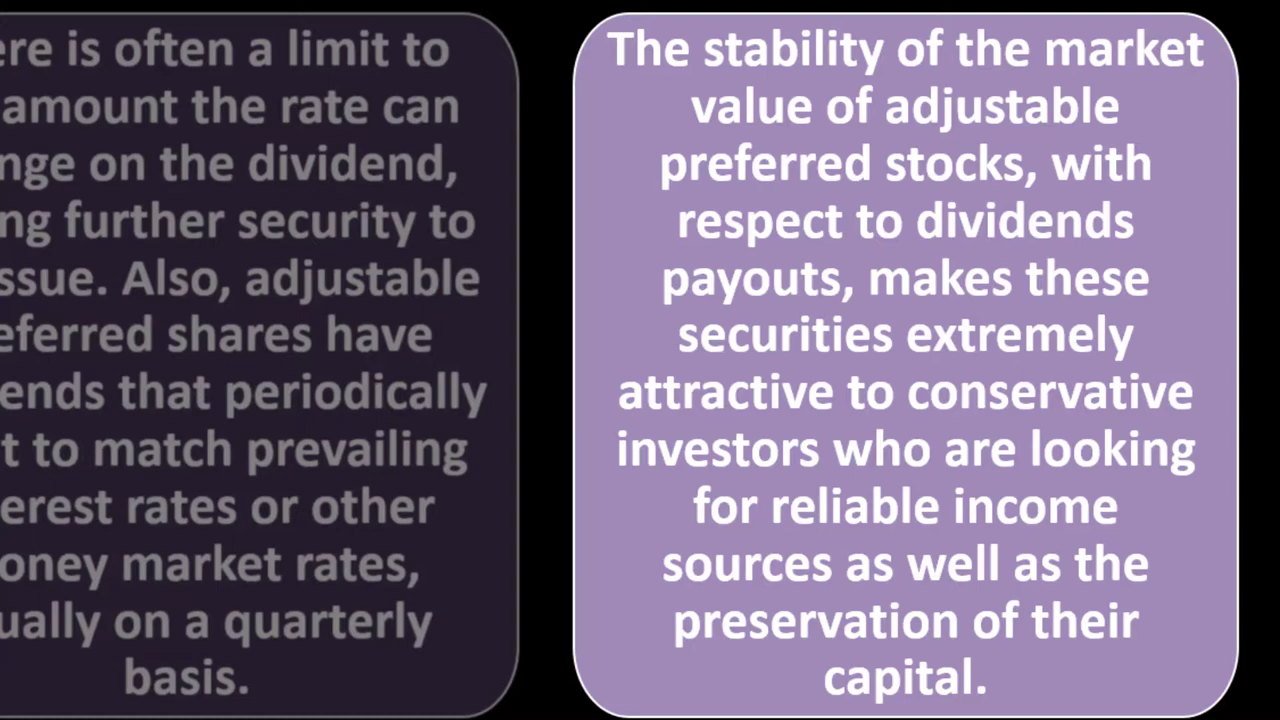 ere is often a limit to
amount the rate can
nge on the dividend,
ng further security to
ssue. Also, adjustable
eferred shares have
ends that periodically
t to match prevailing
erest rates or other
oney market rates,
ually on a quarterly
basis.
The stability of the market
value of adjustable
preferred stocks, with
respect to dividends
payouts, makes these
securities extremely
attractive to conservative
investors who are looking
for reliable income
sources as well as the
preservation of their
capital.